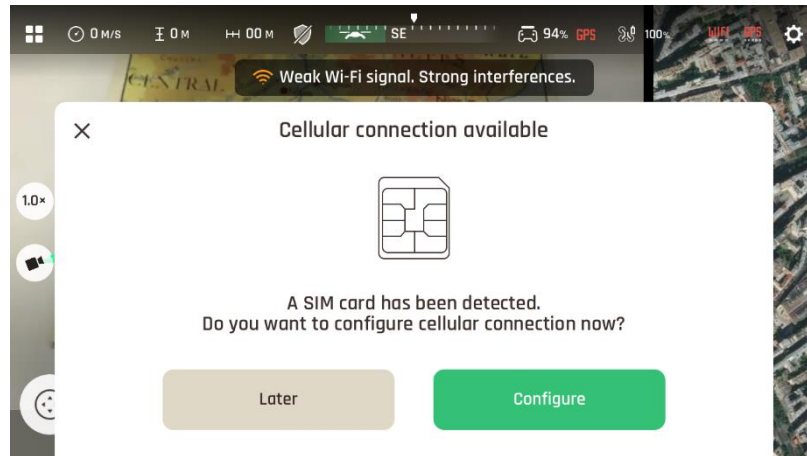 0 M/S 0 M 00 M SE 94% GPS 100% WIFI GPS
CENTRAL
Weak Wi-Fi signal. Strong interferences.
Cellular connection available
1.0×
A SIM card has been detected.
Do you want to configure cellular connection now?
Later Configure